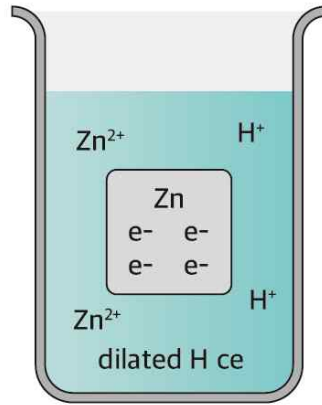 Zn²⁺ H⁺
Zn
e- e-
e- e-
Zn²⁺ H⁺
dilated H ce